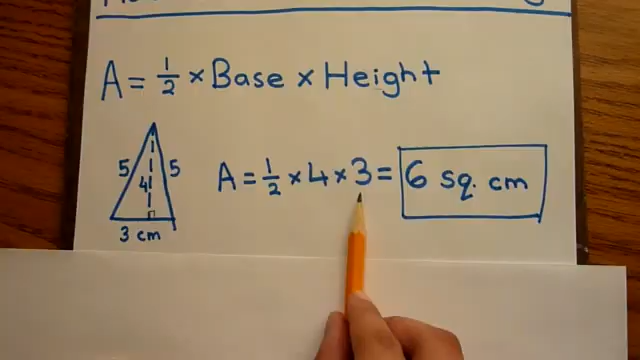 A = 1/2 × Base × Height
5 4 5
A = 1/2 × 4 × 3 = 6 sq. cm
3 cm